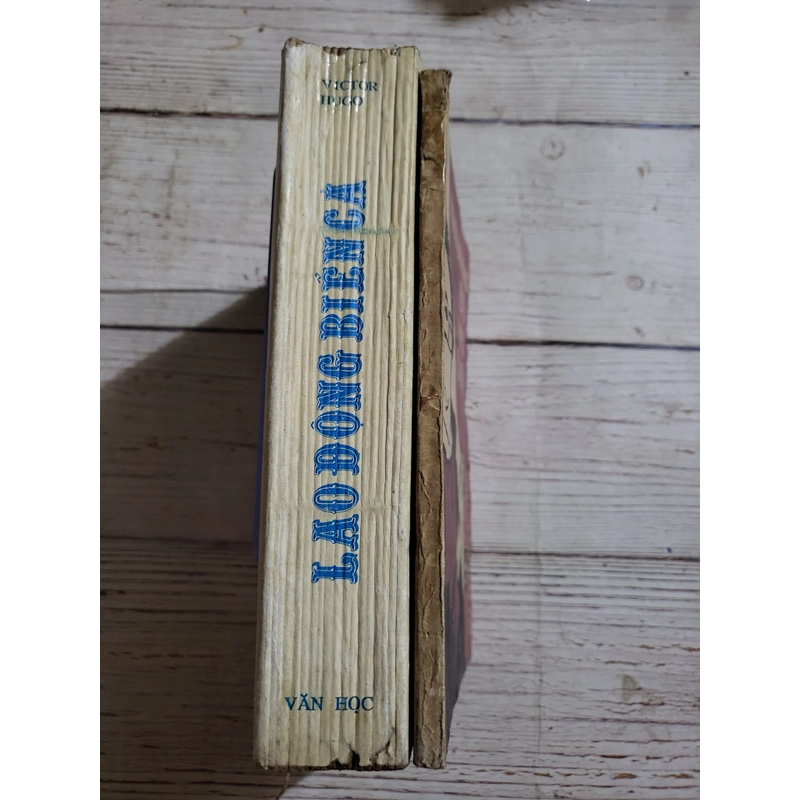 VICTOR
HUGO
LAO ĐỘNG BIỂN CẢ
VĂN HỌC